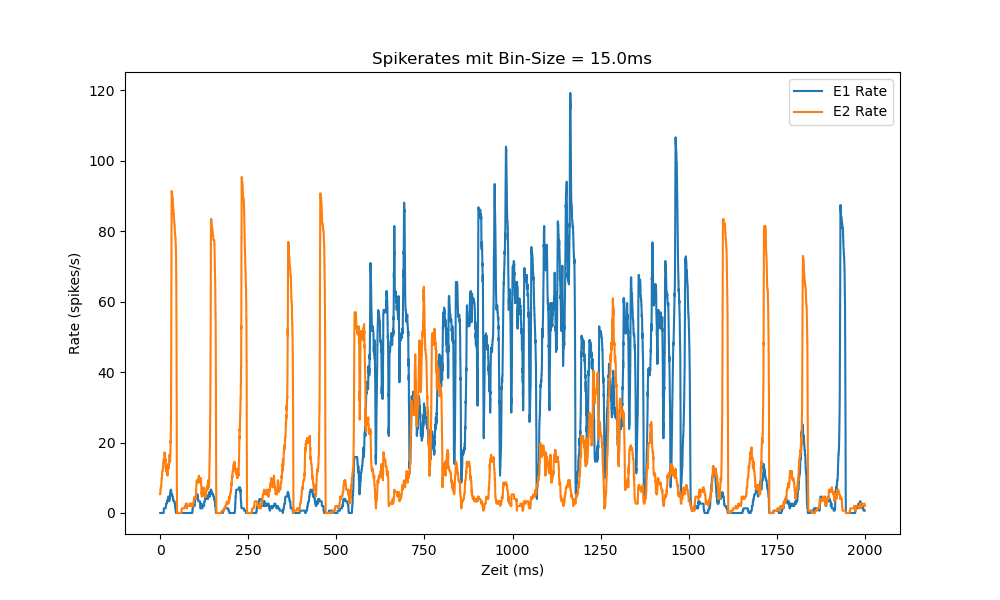 Spikerates mit Bin-Size = 15.0ms
E1 Rate
E2 Rate
120
100
80
60
40
20
0
Rate (spikes/s)
0 250 500 750 1000 1250 1500 1750 2000
Zeit (ms)